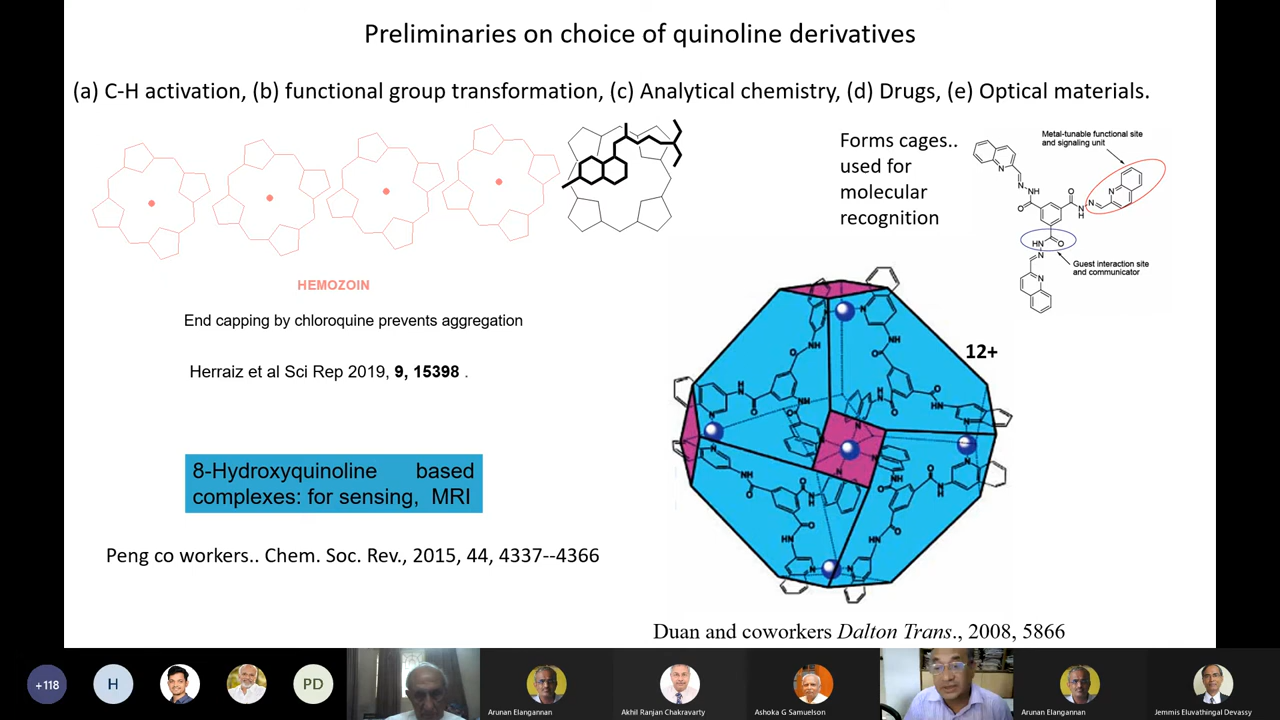 Preliminaries on choice of quinoline derivatives
(a) C-H activation, (b) functional group transformation, (c) Analytical chemistry, (d) Drugs, (e) Optical materials.
HEMOZOIN
End capping by chloroquine prevents aggregation
Herraiz et al Sci Rep 2019, 9, 15398 .
8-Hydroxyquinoline based
complexes: for sensing, MRI
Peng co workers.. Chem. Soc. Rev., 2015, 44, 4337--4366
Forms cages..
used for
molecular
recognition
Metal-tunable functional site
and signaling unit
Guest interaction site
and communicator
12+
Duan and coworkers Dalton Trans., 2008, 5866
+118
H
PD
Arunan Elangannan
Akhil Ranjan Chakravarty
Ashoka G Samuelson
Arunan Elangannan
Jemmis Eluvathingal Devassy